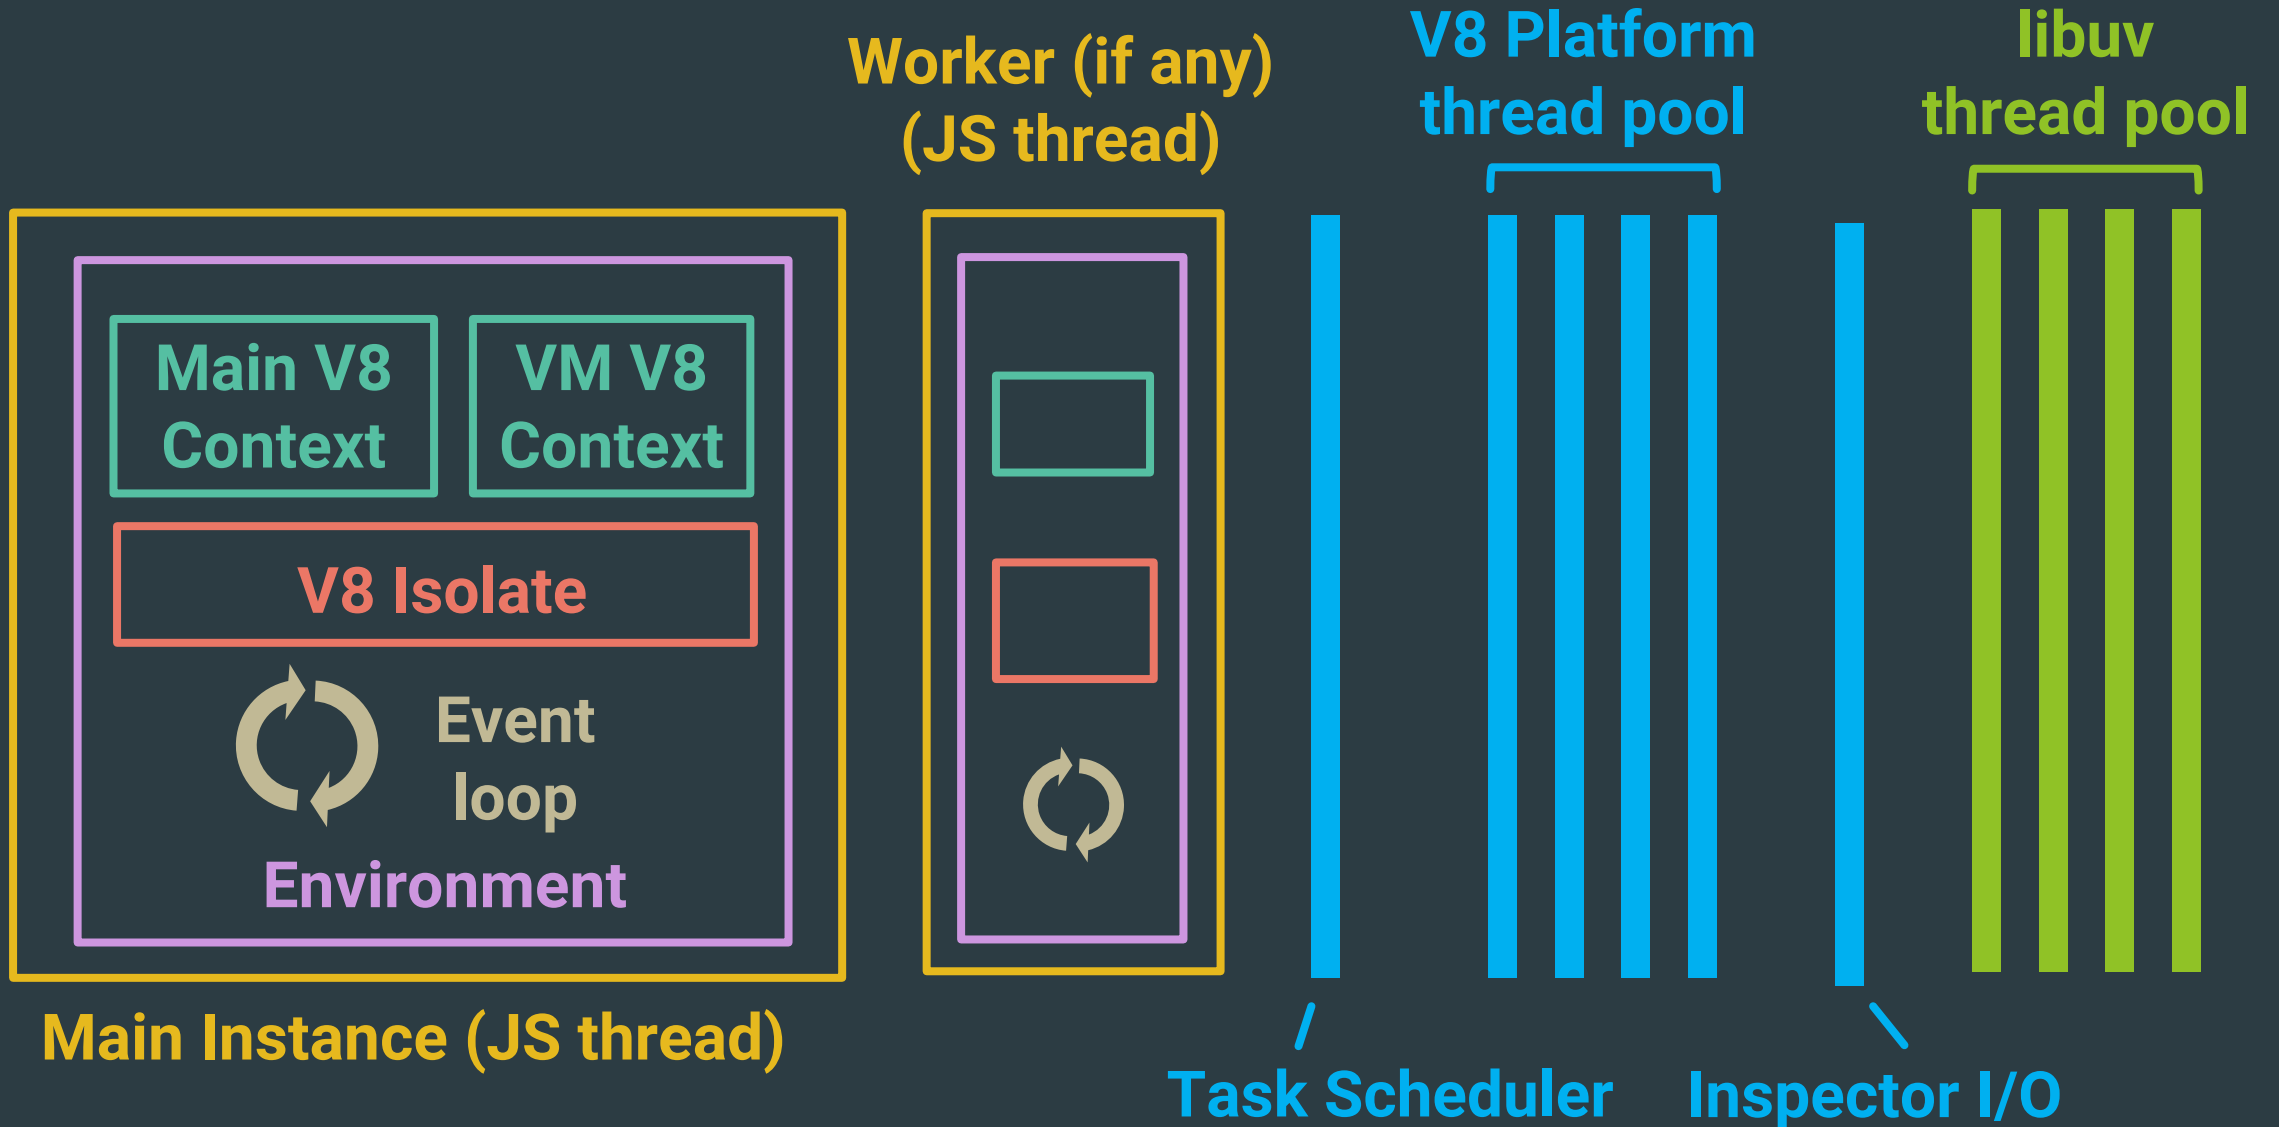 Worker (if any)
(JS thread)
V8 Platform
thread pool
libuv
thread pool
Main V8
Context
VM V8
Context
V8 Isolate
Event
loop
Environment
Main Instance (JS thread)
Task Scheduler
Inspector I/O